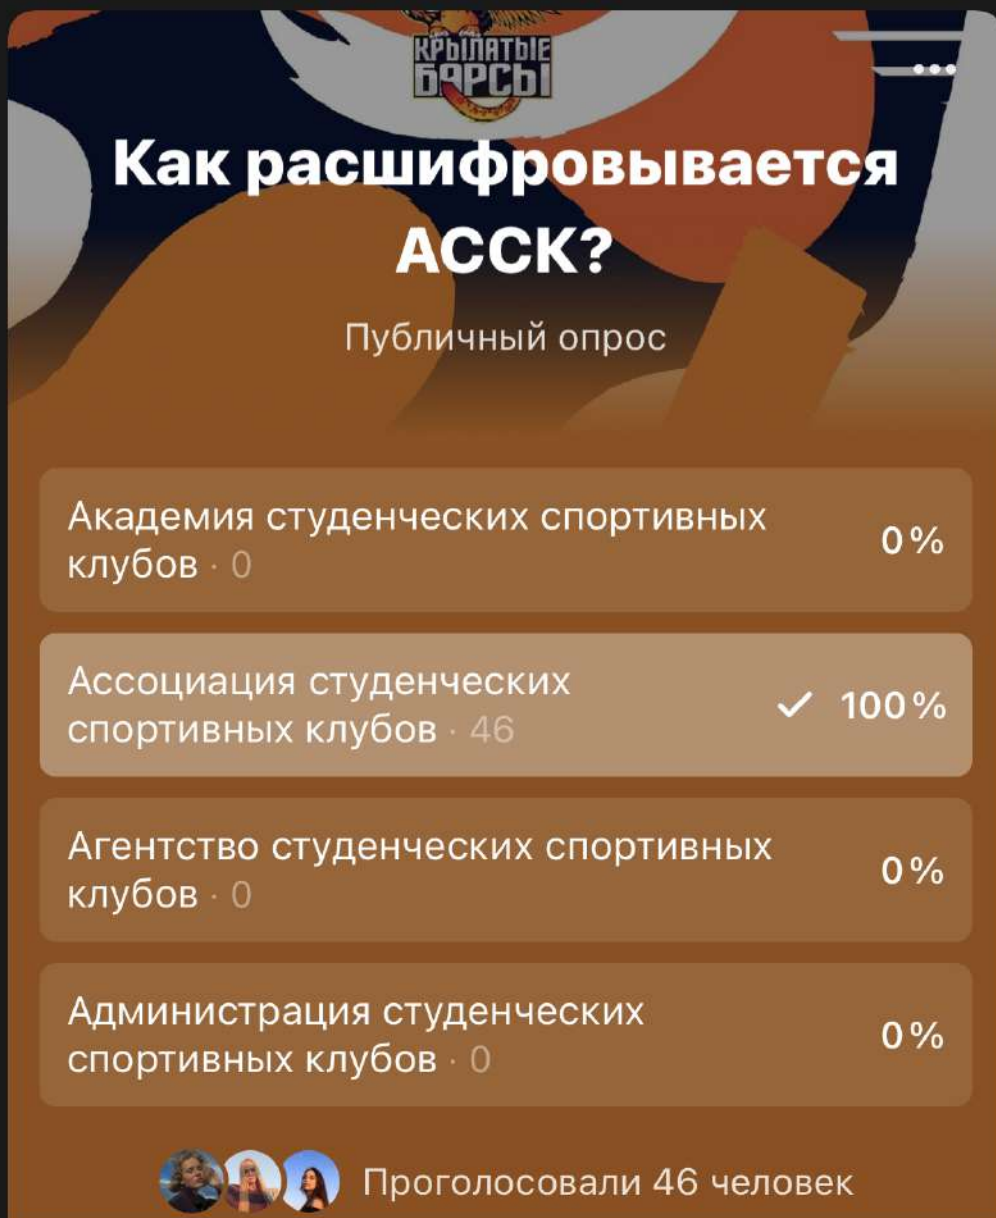 КРЫЛАТЫЕ
БАРСЫ
Как расшифровывается
АССК?
Публичный опрос
Академия студенческих спортивных
клубов · 0
0%
Ассоциация студенческих
спортивных клубов · 46
100%
Агентство студенческих спортивных
клубов · 0
0%
Администрация студенческих
спортивных клубов · 0
0%
Проголосовали 46 человек